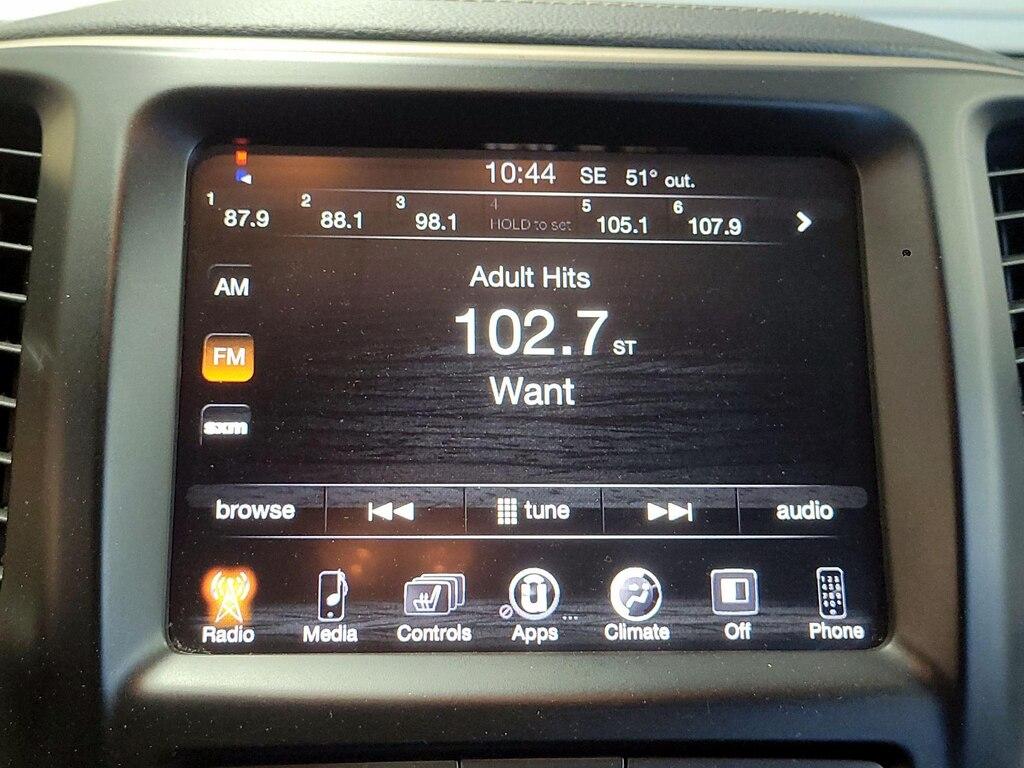 10:44 SE 51° out.
1 87.9 2 88.1 3 98.1 4 HOLD to set 5 105.1 6 107.9
AM
Adult Hits
102.7 ST
FM
Want
sxm
browse tune audio
Radio Media Controls Apps ... Climate Off Phone